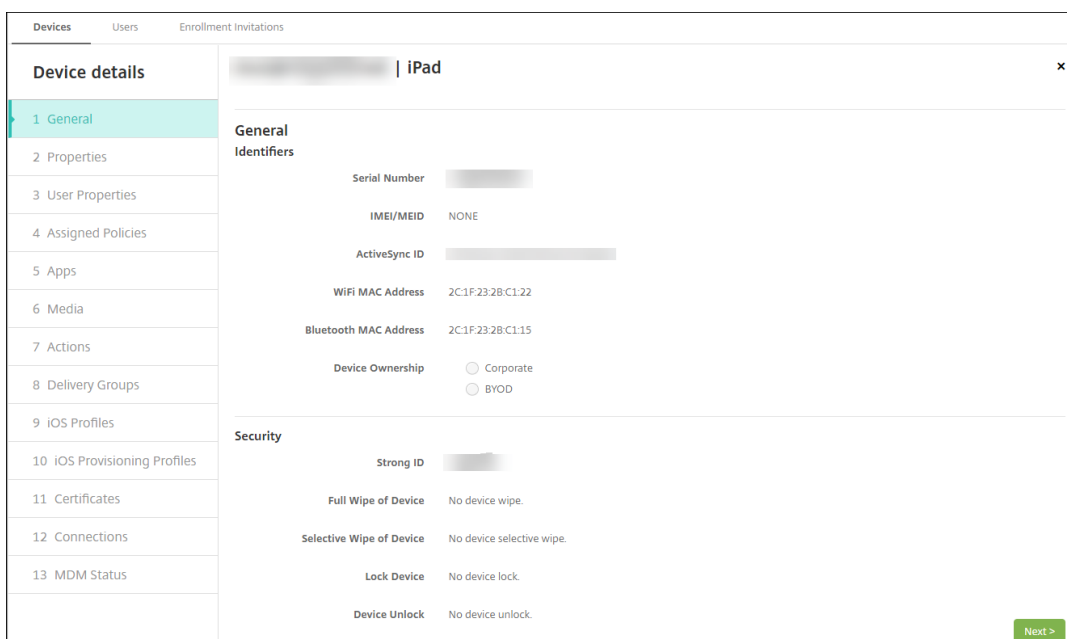 Devices Users Enrollment Invitations
Device details
1 General
2 Properties
3 User Properties
4 Assigned Policies
5 Apps
6 Media
7 Actions
8 Delivery Groups
9 iOS Profiles
10 iOS Provisioning Profiles
11 Certificates
12 Connections
13 MDM Status
| iPad
×
General
Identifiers
Serial Number
IMEI/MEID NONE
ActiveSync ID
WiFi MAC Address 2C:1F:23:2B:C1:22
Bluetooth MAC Address 2C:1F:23:2B:C1:15
Device Ownership Corporate
BYOD
Security
Strong ID
Full Wipe of Device No device wipe.
Selective Wipe of Device No device selective wipe.
Lock Device No device lock.
Device Unlock No device unlock.
Next >